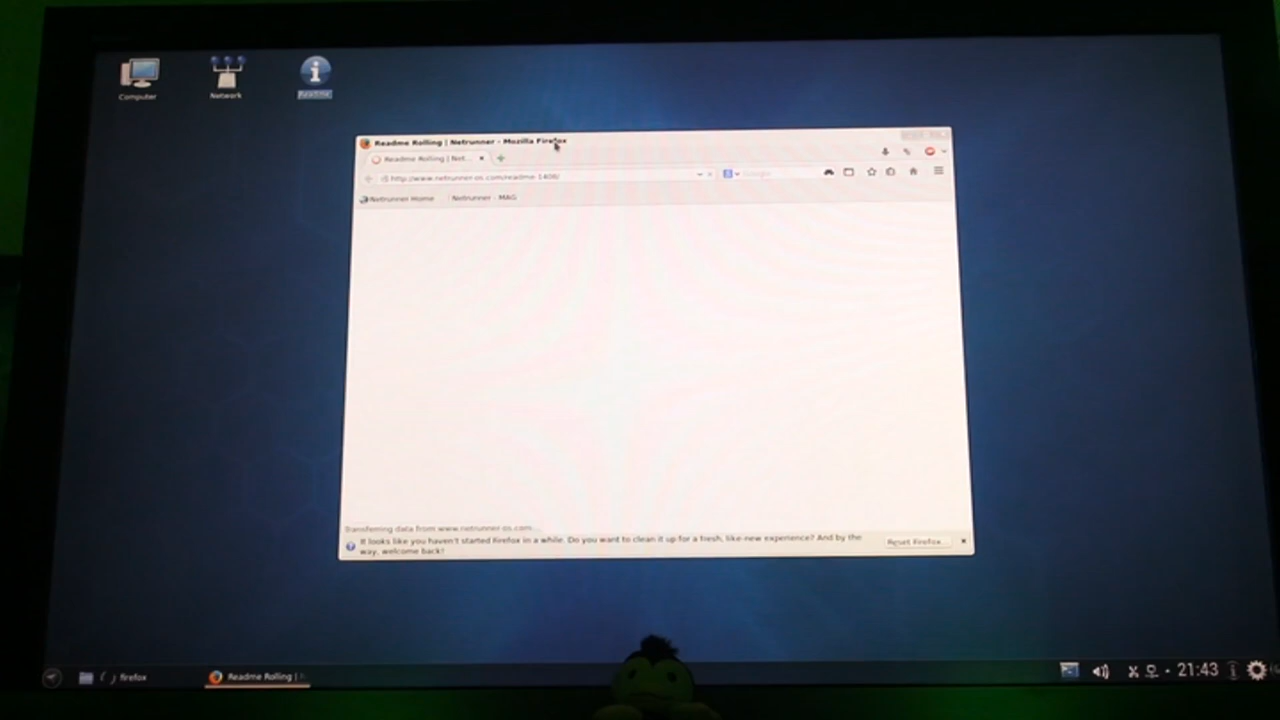 Computer
Network
Readme
Readme Rolling | Netrunner - Mozilla Firefox
Readme Rolling | Net...
http://www.netrunner-os.com/readme-1408/
Google
Netrunner Home
Netrunner - MAG
Transferring data from www.netrunner-os.com...
It looks like you haven't started Firefox in a while. Do you want to clean it up for a fresh, like-new experience? And by the
way, welcome back!
Reset Firefox...
firefox
Readme Rolling |
21:43